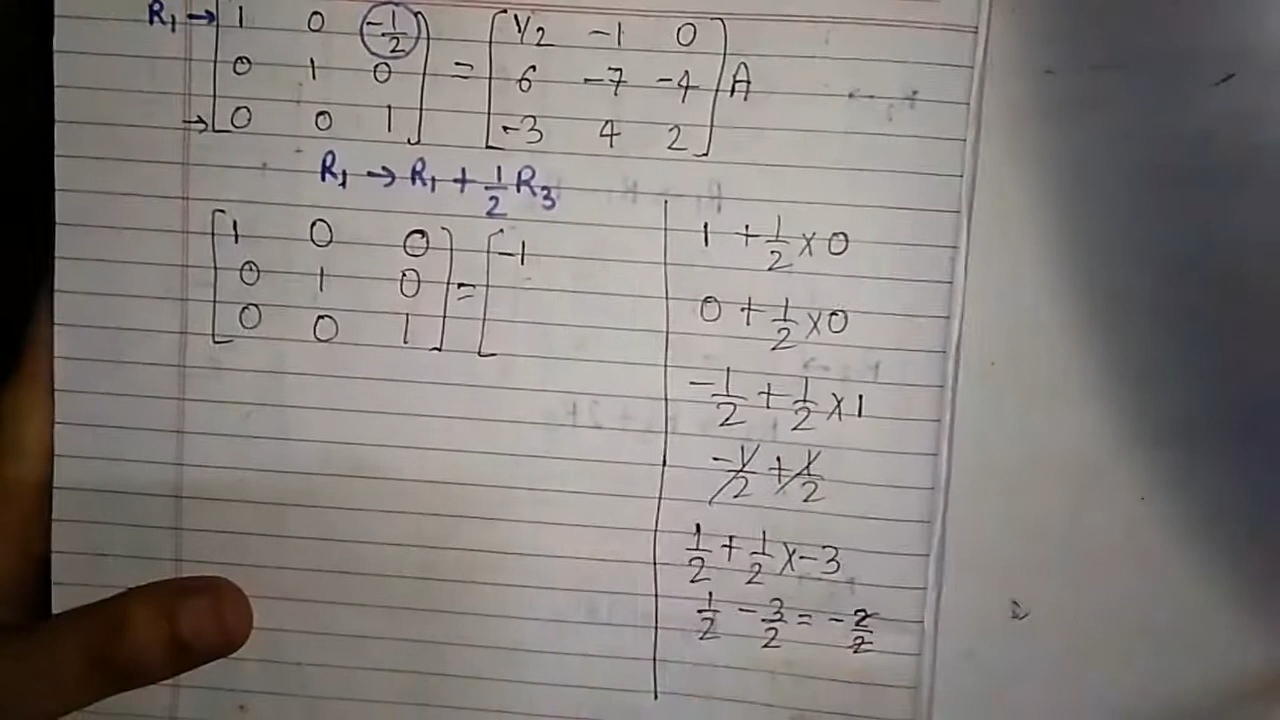 R₁ → [1 0 -1/2] = [1/2 -1 0]
[0 1 0] [6 -7 -4] A
→ [0 0 1] [-3 4 2]
R₁ → R₁ + 1/2 R₃
[1 0 0] = [-1
[0 1 0]
[0 0 1]
1 + 1/2 × 0
0 + 1/2 × 0
-1/2 + 1/2 × 1
-1/2 + 1/2
1/2 + 1/2 × -3
1/2 - 3/2 = -2/2